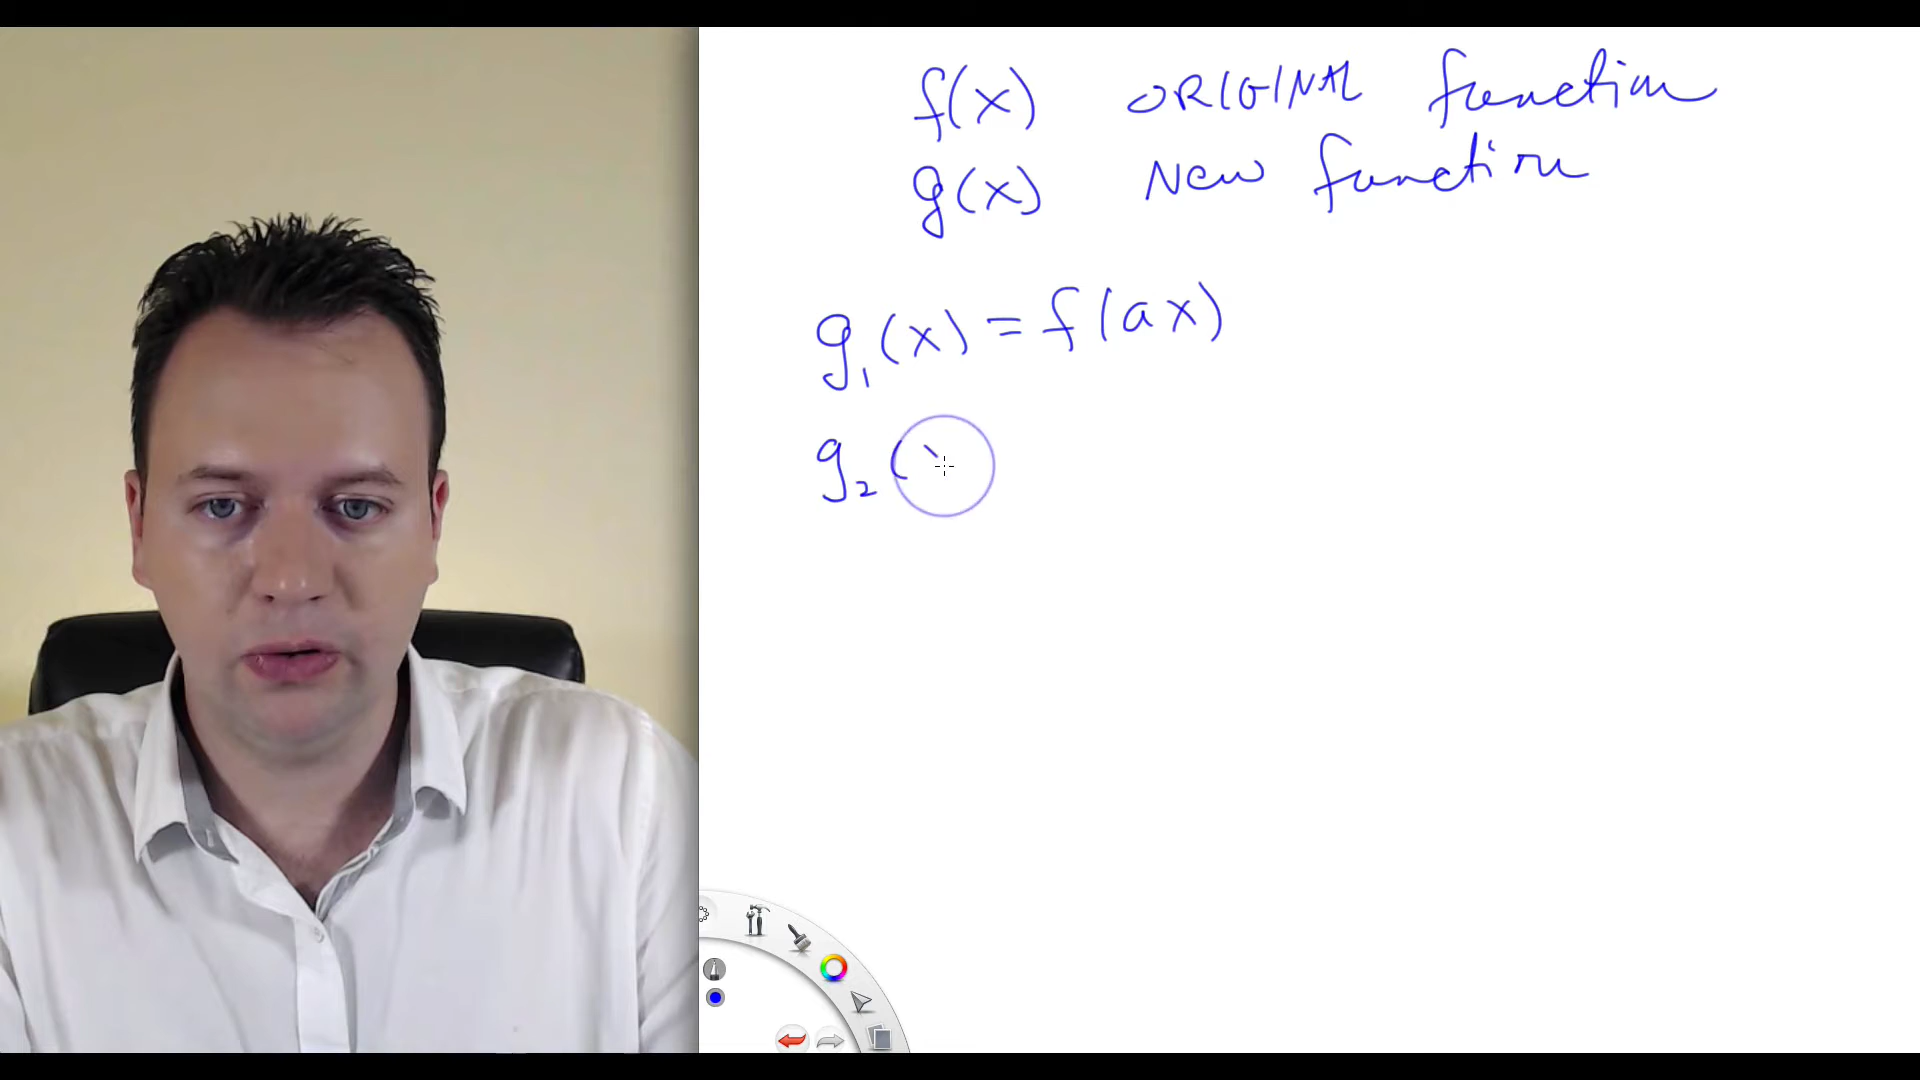 f(x) ORIGINAL function
g(x) New function
g₁(x) = f(ax)
g₂(